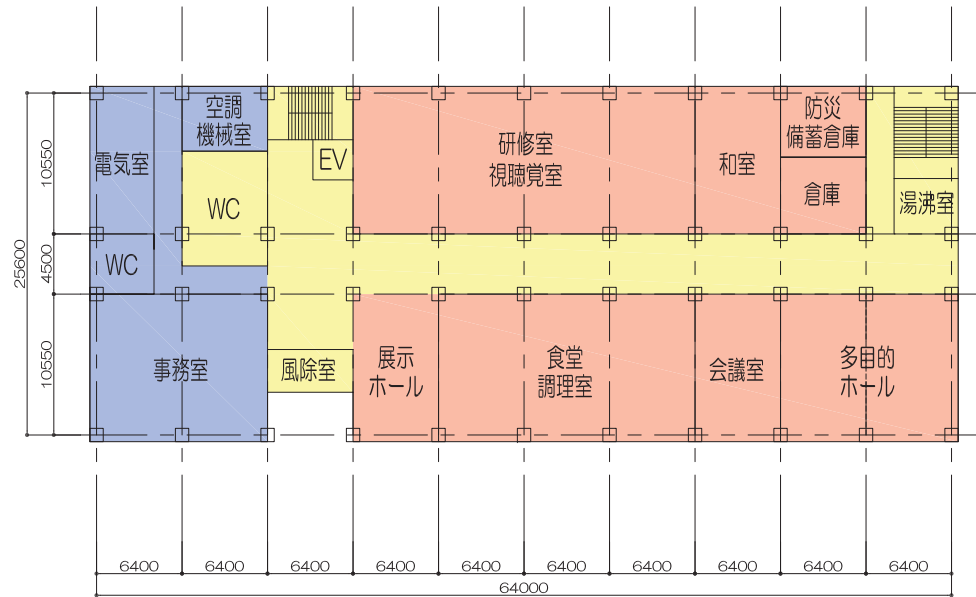 空調
機械室
電気室
WC
WC
EV
研修室
視聴覚室
和室
防災
備蓄倉庫
倉庫
湯沸室
事務室
風除室
展示
ホール
食堂
調理室
会議室
多目的
ホール
10550
4500
10550
25600
6400
6400
6400
6400
6400
6400
6400
6400
6400
6400
64000